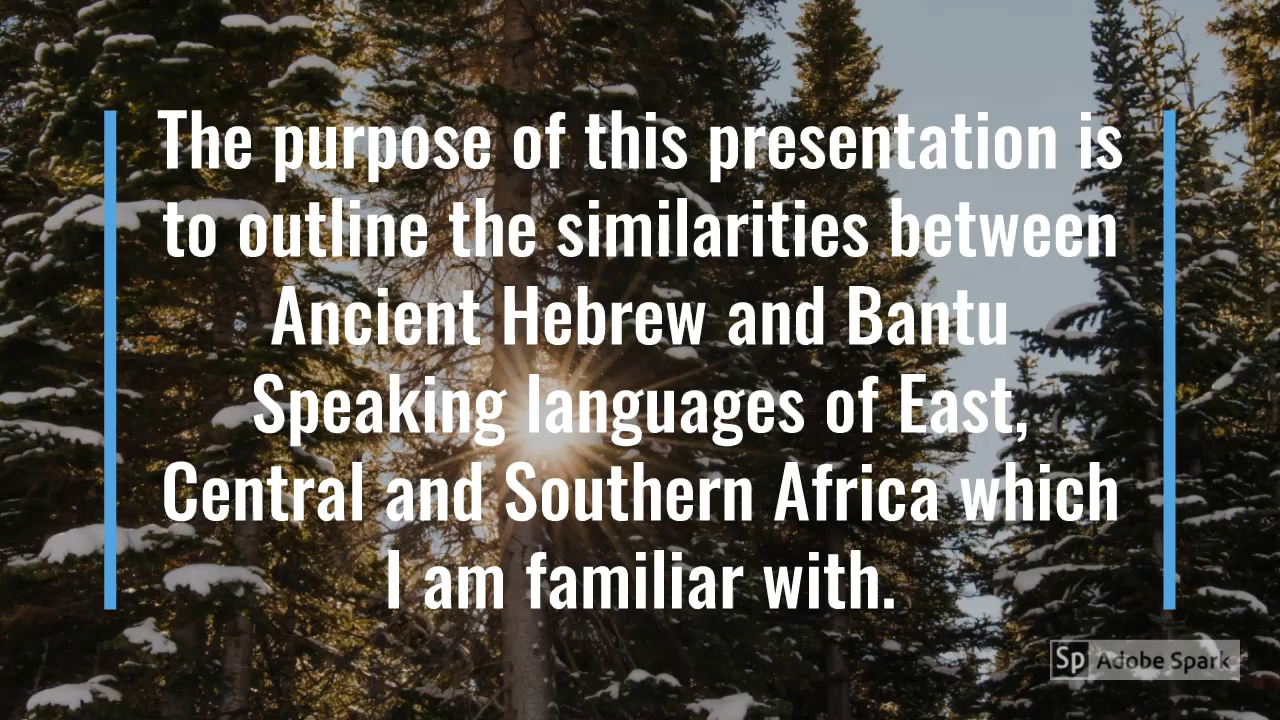 The purpose of this presentation is
to outline the similarities between
Ancient Hebrew and Bantu
Speaking languages of East,
Central and Southern Africa which
I am familiar with.
Sp Adobe Spark